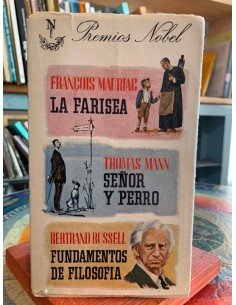 N
Premios Nobel
FRANÇOIS MAURIAC
LA FARISEA
THOMAS MANN
SEÑOR
Y PERRO
BERTRAND RUSSELL
FUNDAMENTOS
DE FILOSOFIA